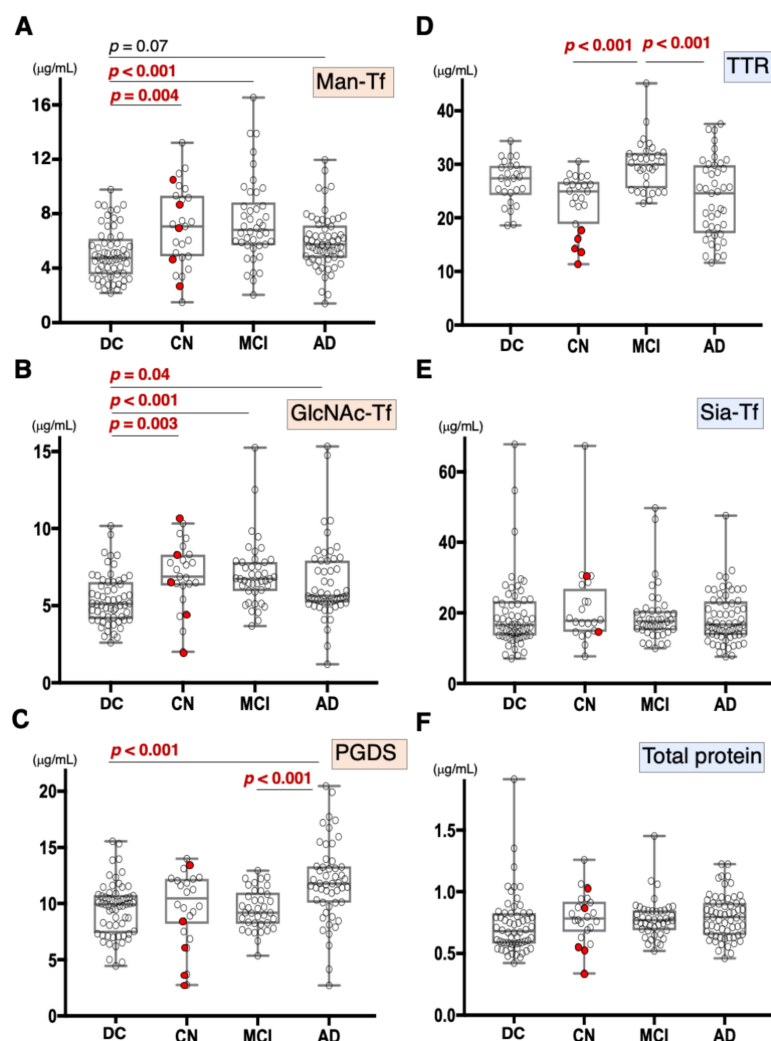 A
p = 0.07
(μg/mL)
p < 0.001
Man-Tf
p = 0.004
16
12
8
4
0
DC CN MCI AD
B
p = 0.04
p < 0.001
GlcNAc-Tf
(μg/mL)
p = 0.003
15
10
5
0
DC CN MCI AD
C
p < 0.001
PGDS
(μg/mL)
p < 0.001
20
15
10
5
0
DC CN MCI AD
D
p < 0.001 p < 0.001
TTR
(μg/mL)
50
40
30
20
10
0
DC CN MCI AD
E
Sia-Tf
(μg/mL)
60
40
20
0
DC CN MCI AD
F
Total protein
(μg/mL)
1.5
1.0
0.5
0.0
DC CN MCI AD